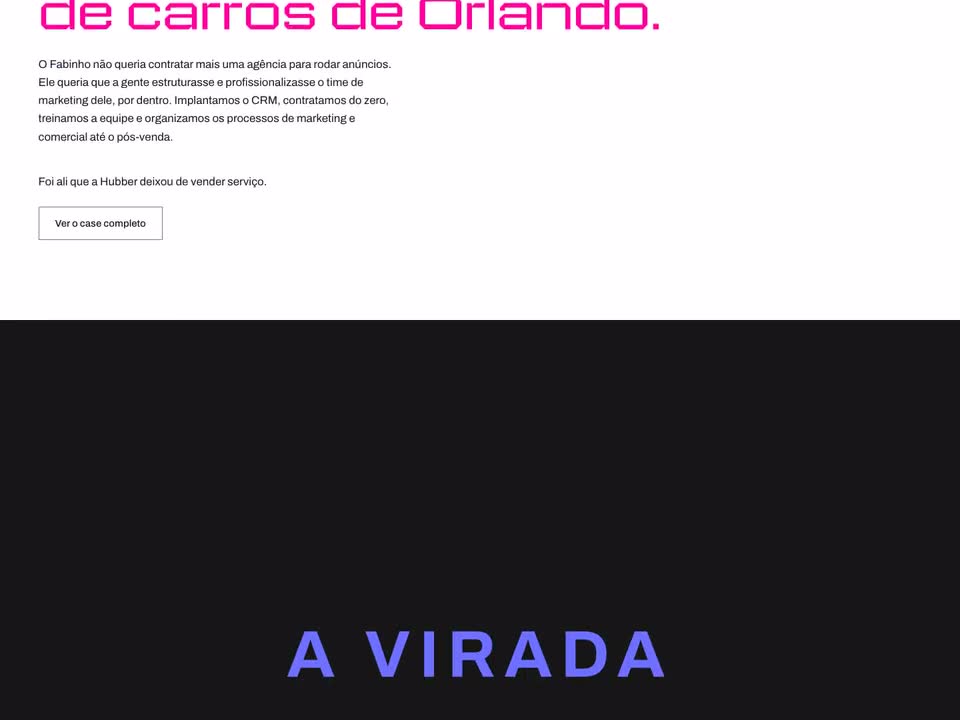 de carros de Orlando.
O Fabinho não queria contratar mais uma agência para rodar anúncios.
Ele queria que a gente estruturasse e profissionalizasse o time de
marketing dele, por dentro. Implantamos o CRM, contratamos do zero,
treinamos a equipe e organizamos os processos de marketing e
comercial até o pós-venda.
Foi ali que a Hubber deixou de vender serviço.
Ver o case completo
A VIRADA